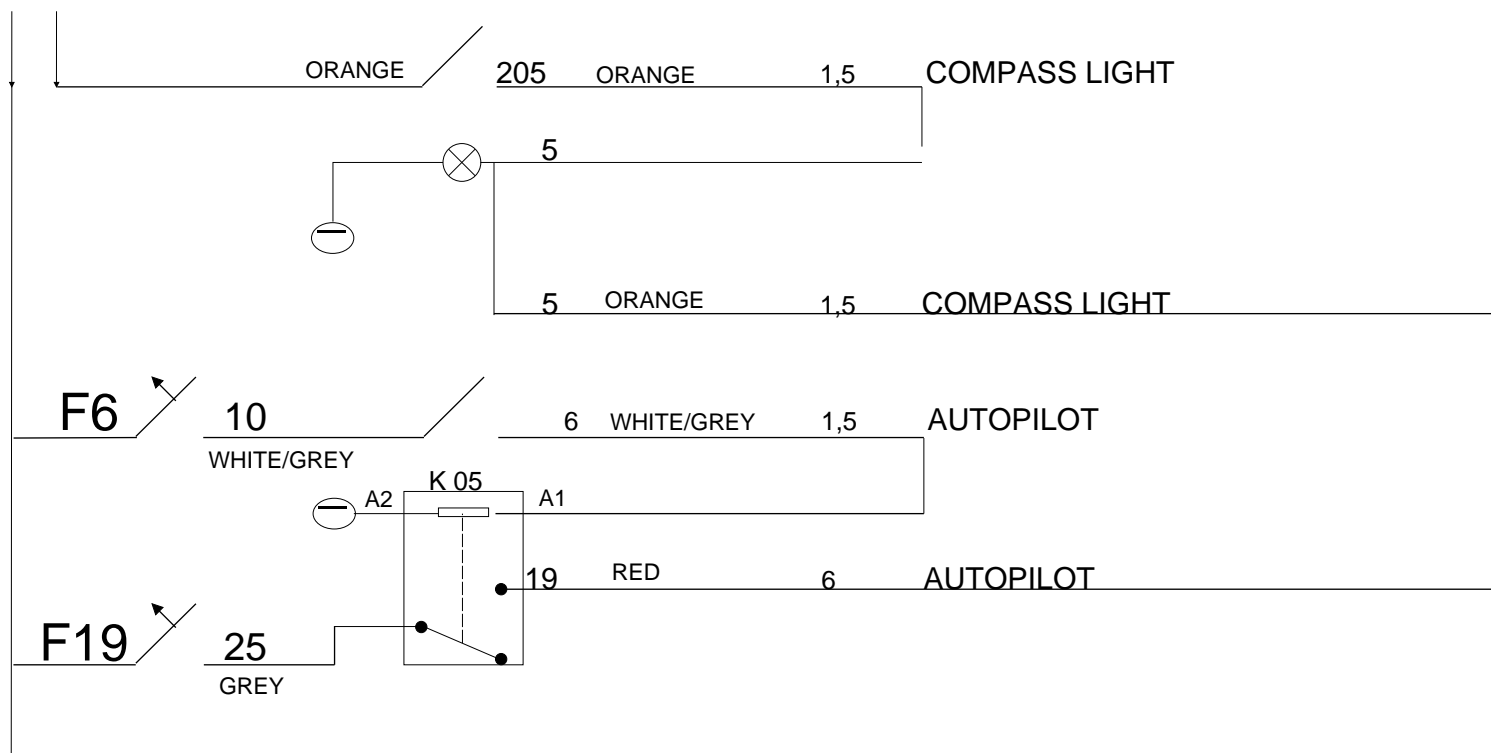 ORANGE 205 ORANGE 1,5 COMPASS LIGHT
5
5 ORANGE 1,5 COMPASS LIGHT
F6 10 6 WHITE/GREY 1,5 AUTOPILOT
WHITE/GREY
K 05
A2 A1
19 RED 6 AUTOPILOT
F19 25
GREY